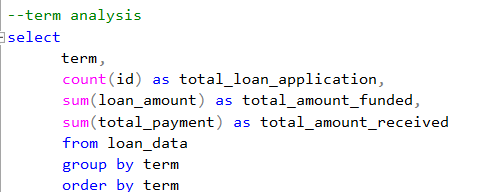 --term analysis
select
term,
count(id) as total_loan_application,
sum(loan_amount) as total_amount_funded,
sum(total_payment) as total_amount_received
from loan_data
group by term
order by term